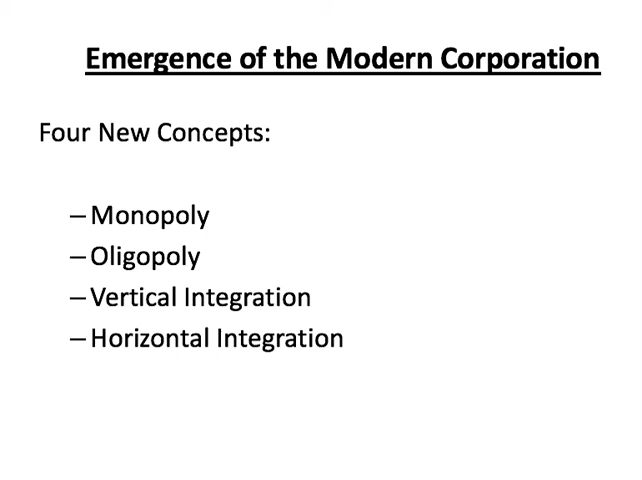 Emergence of the Modern Corporation
Four New Concepts:
– Monopoly
– Oligopoly
– Vertical Integration
– Horizontal Integration